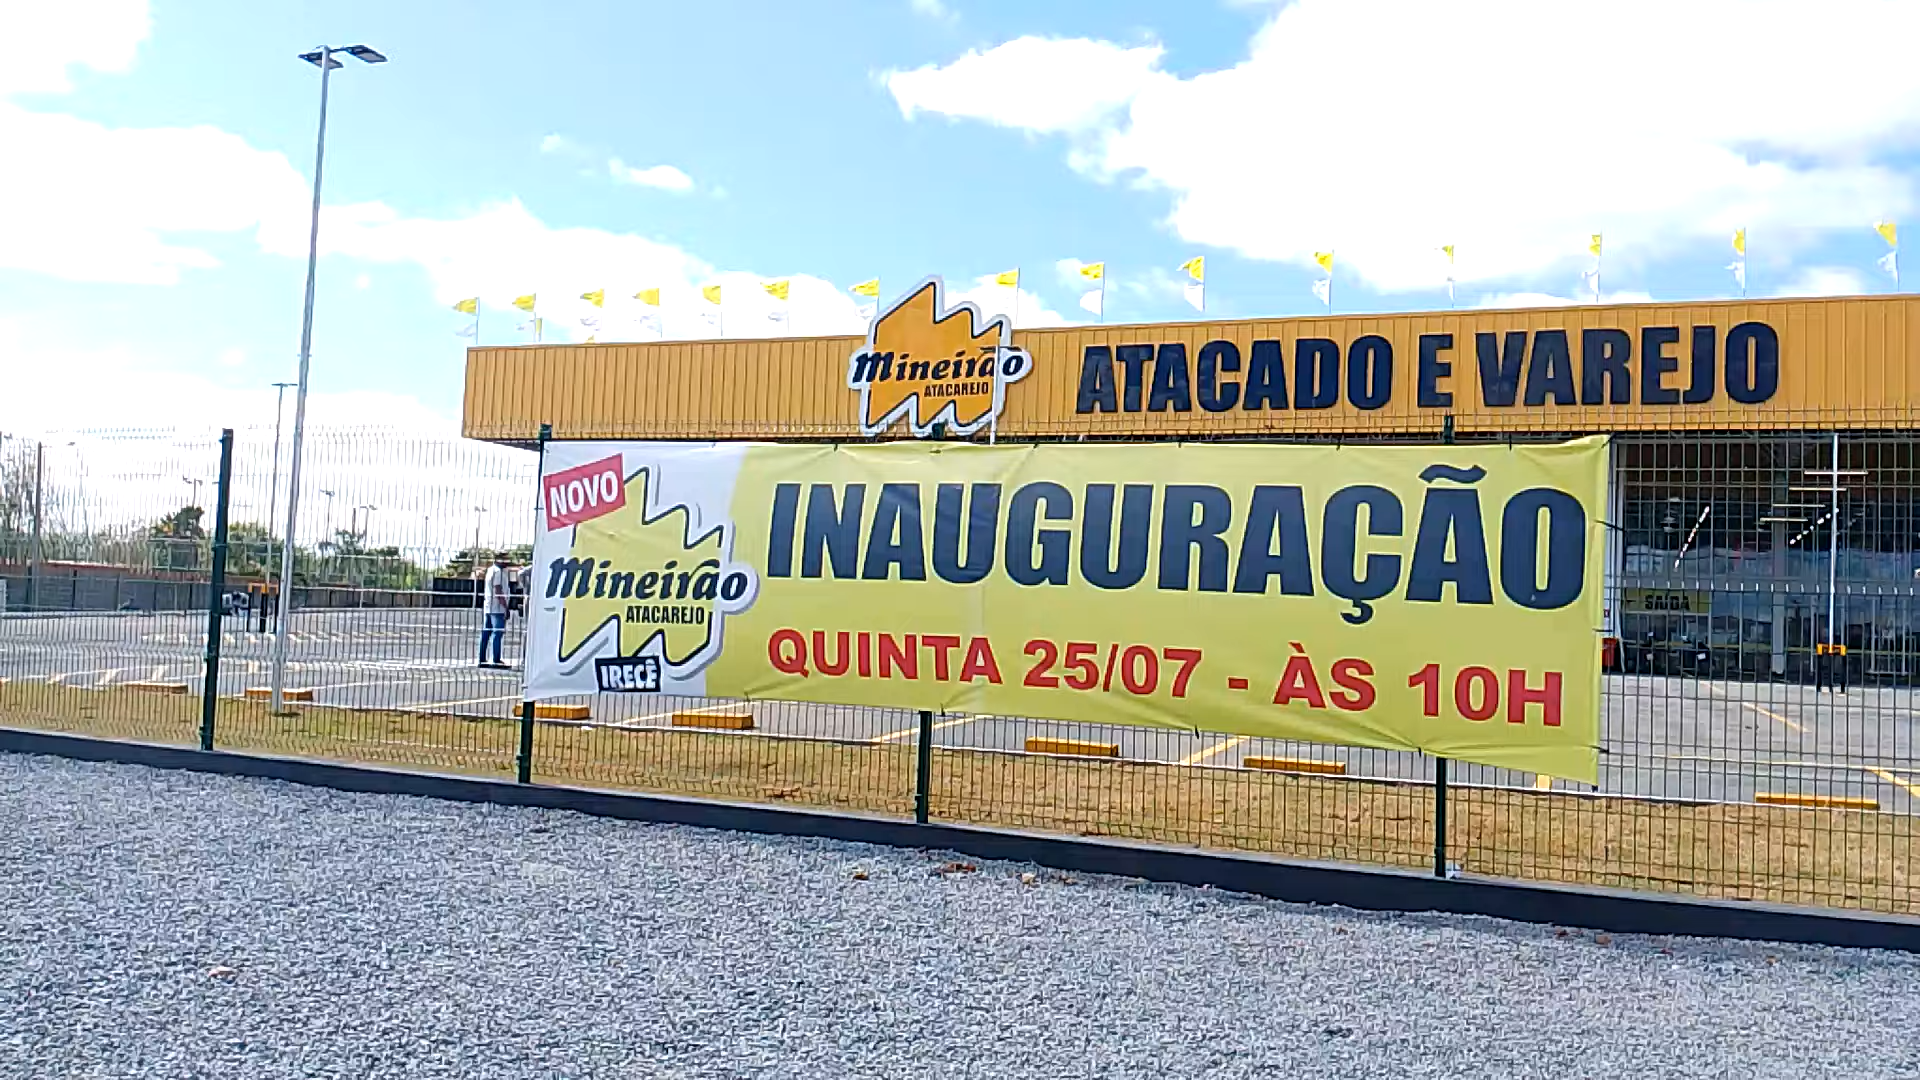 Mineirão
ATACAREJO
ATACADO E VAREJO
NOVO
Mineirão
ATACAREJO
IRECÊ
INAUGURAÇÃO
QUINTA 25/07 - ÀS 10H
SAÍDA